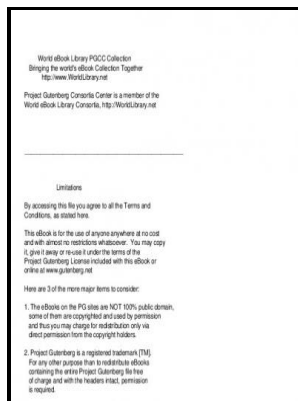 World eBook Library PGCC Collection
Bringing the world's eBook Collection Together
http://www.WorldLibrary.net
Project Gutenberg Consortia Center is a member of the
World eBook Library Consortia, http://WorldLibrary.net
Limitations
By accessing this file you agree to all the Terms and
Conditions, as stated here.
This eBook is for the use of anyone anywhere at no cost
and with almost no restrictions whatsoever. You may copy
it, give it away or re-use it under the terms of the
Project Gutenberg License included with this eBook or
online at www.gutenberg.net
Here are 3 of the more major items to consider:
1. The eBooks on the PG sites are NOT 100% public domain,
some of them are copyrighted and used by permission
and thus you may charge for redistribution only via
direct permission from the copyright holders.
2. Project Gutenberg is a registered trademark [TM].
For any other purpose than to redistribute eBooks
containing the entire Project Gutenberg file free
of charge and with the headers intact, permission
is required.